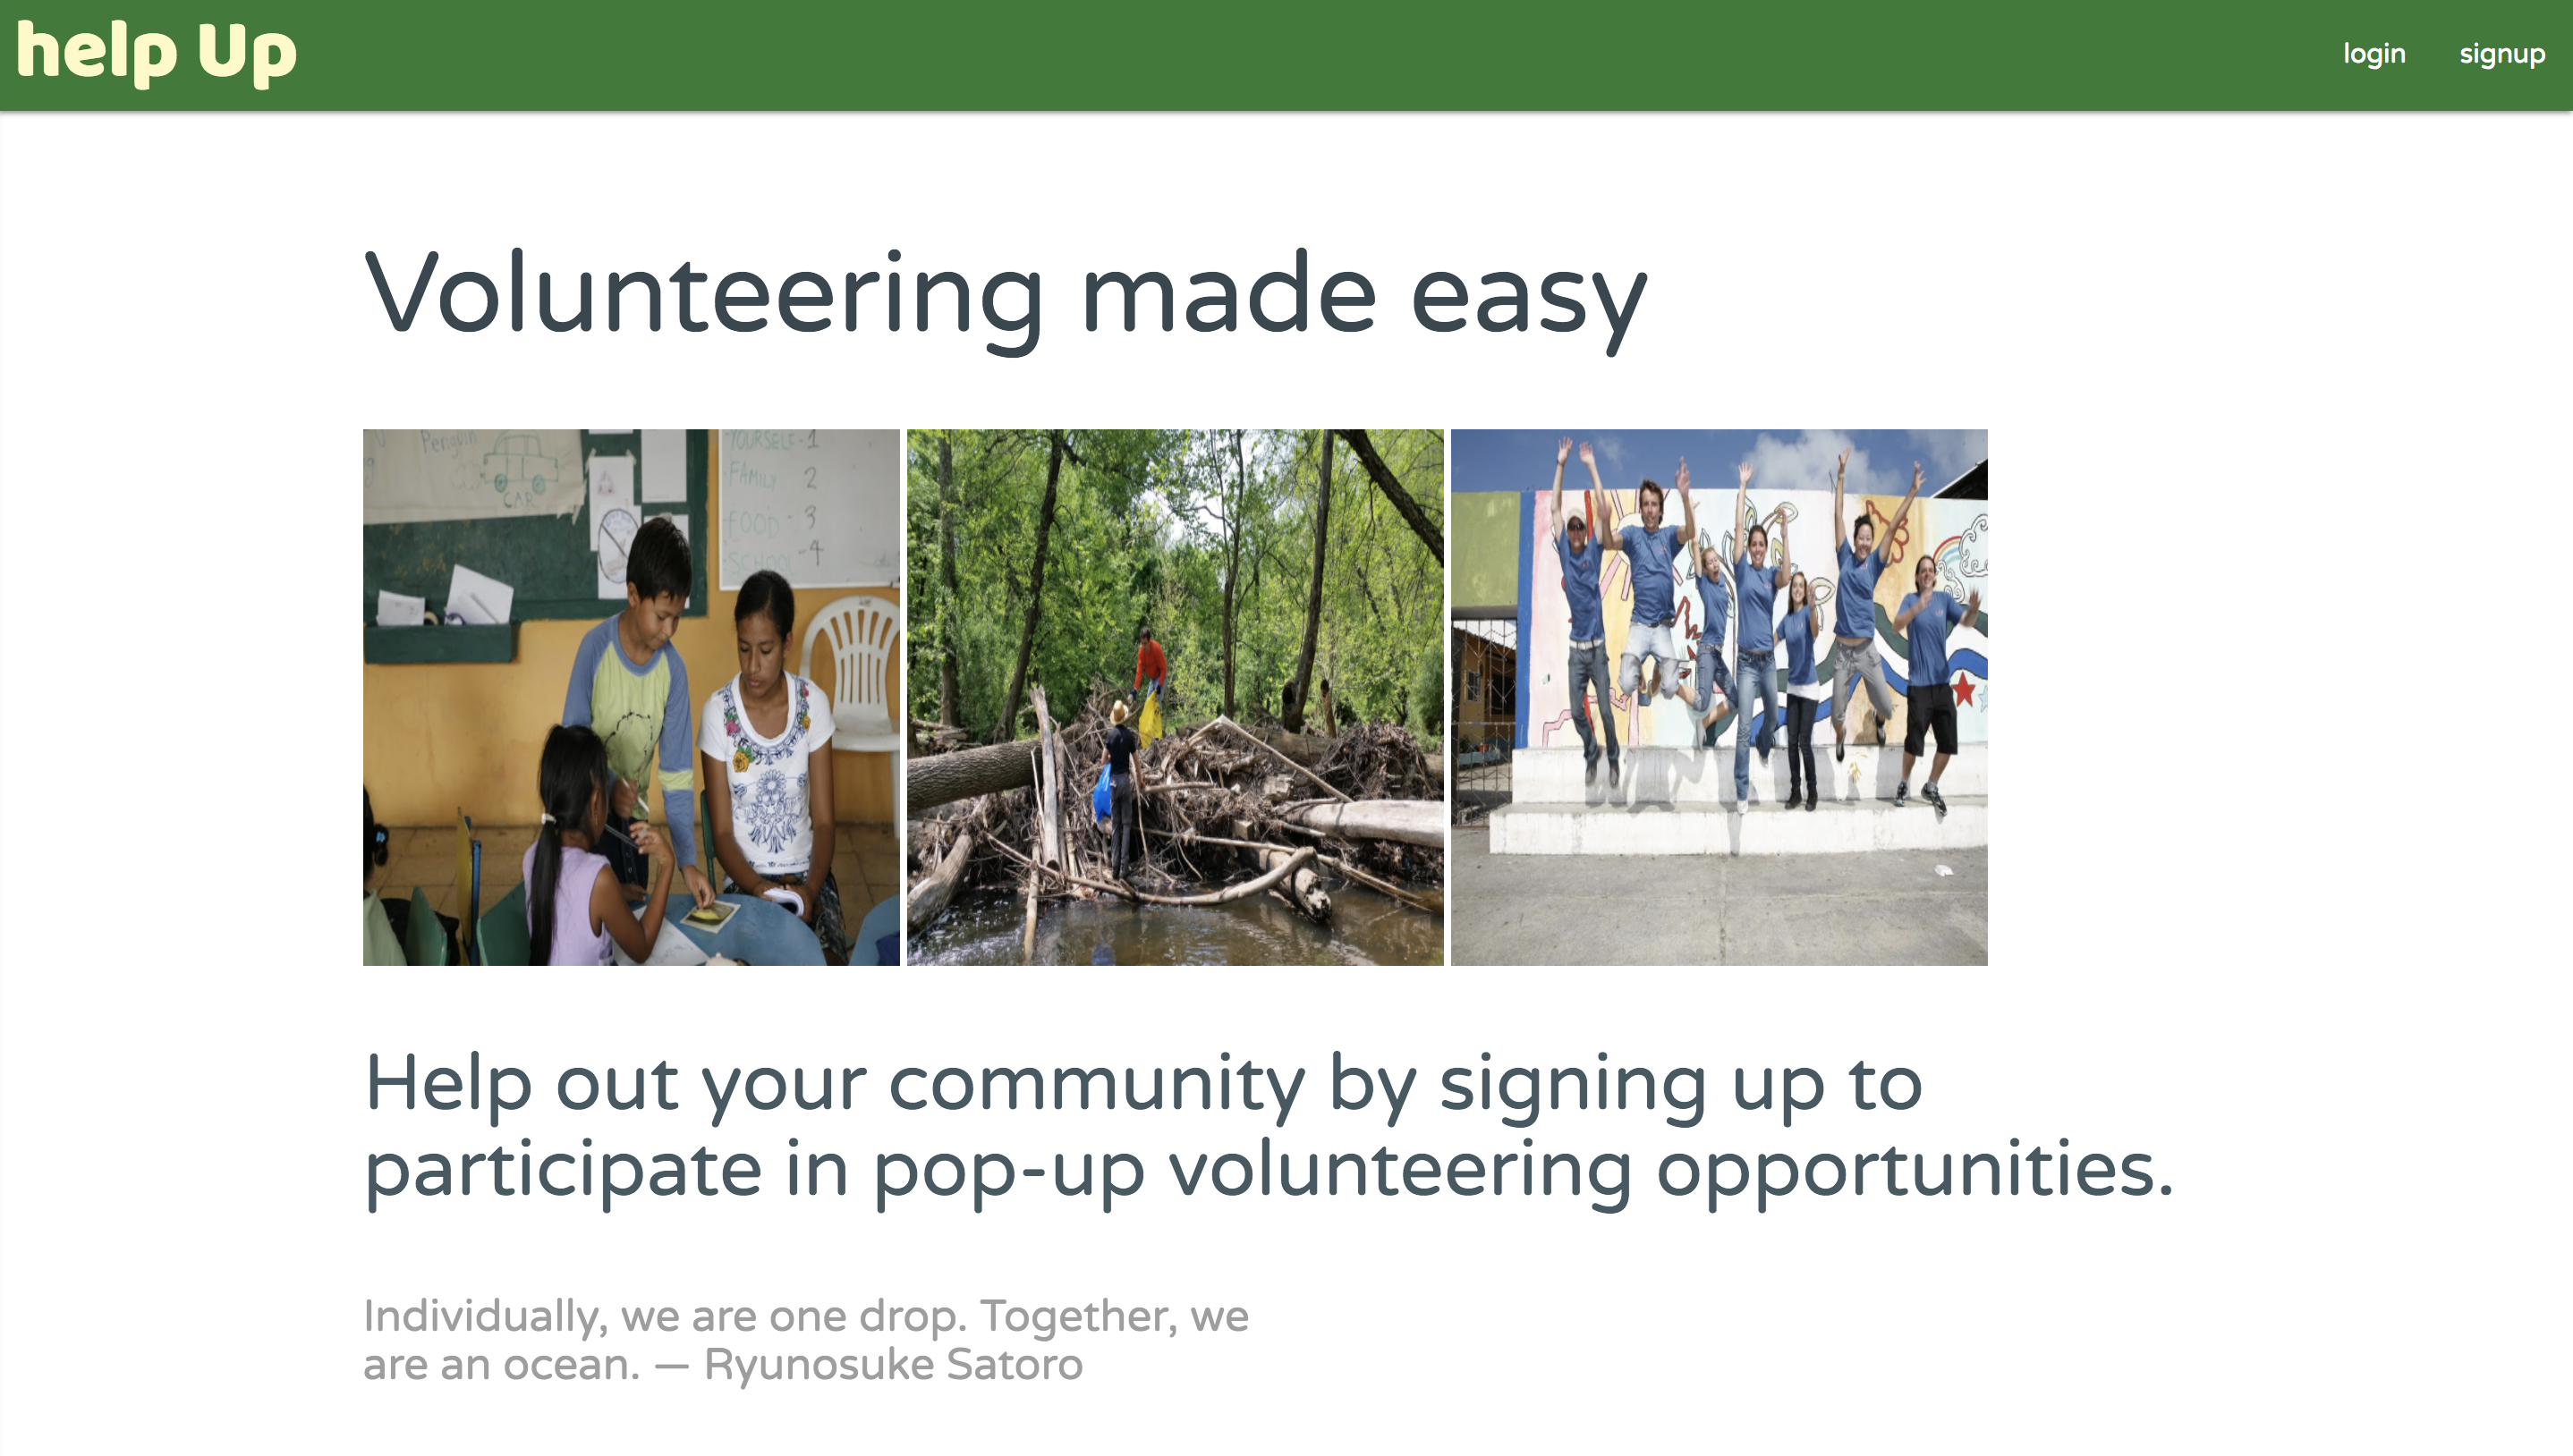 help Up
login signup
Volunteering made easy
Penguin
CAR
YOURSELF - 1
FAMILY 2
FOOD - 3
SCHOOL - 4
Help out your community by signing up to
participate in pop-up volunteering opportunities.
Individually, we are one drop. Together, we
are an ocean. — Ryunosuke Satoro